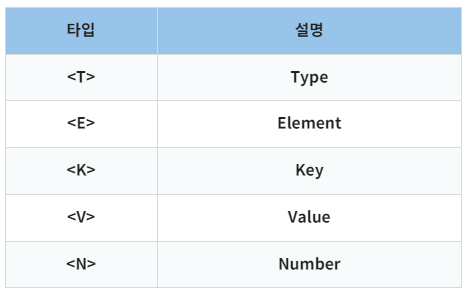 타입 설명
<T> Type
<E> Element
<K> Key
<V> Value
<N> Number